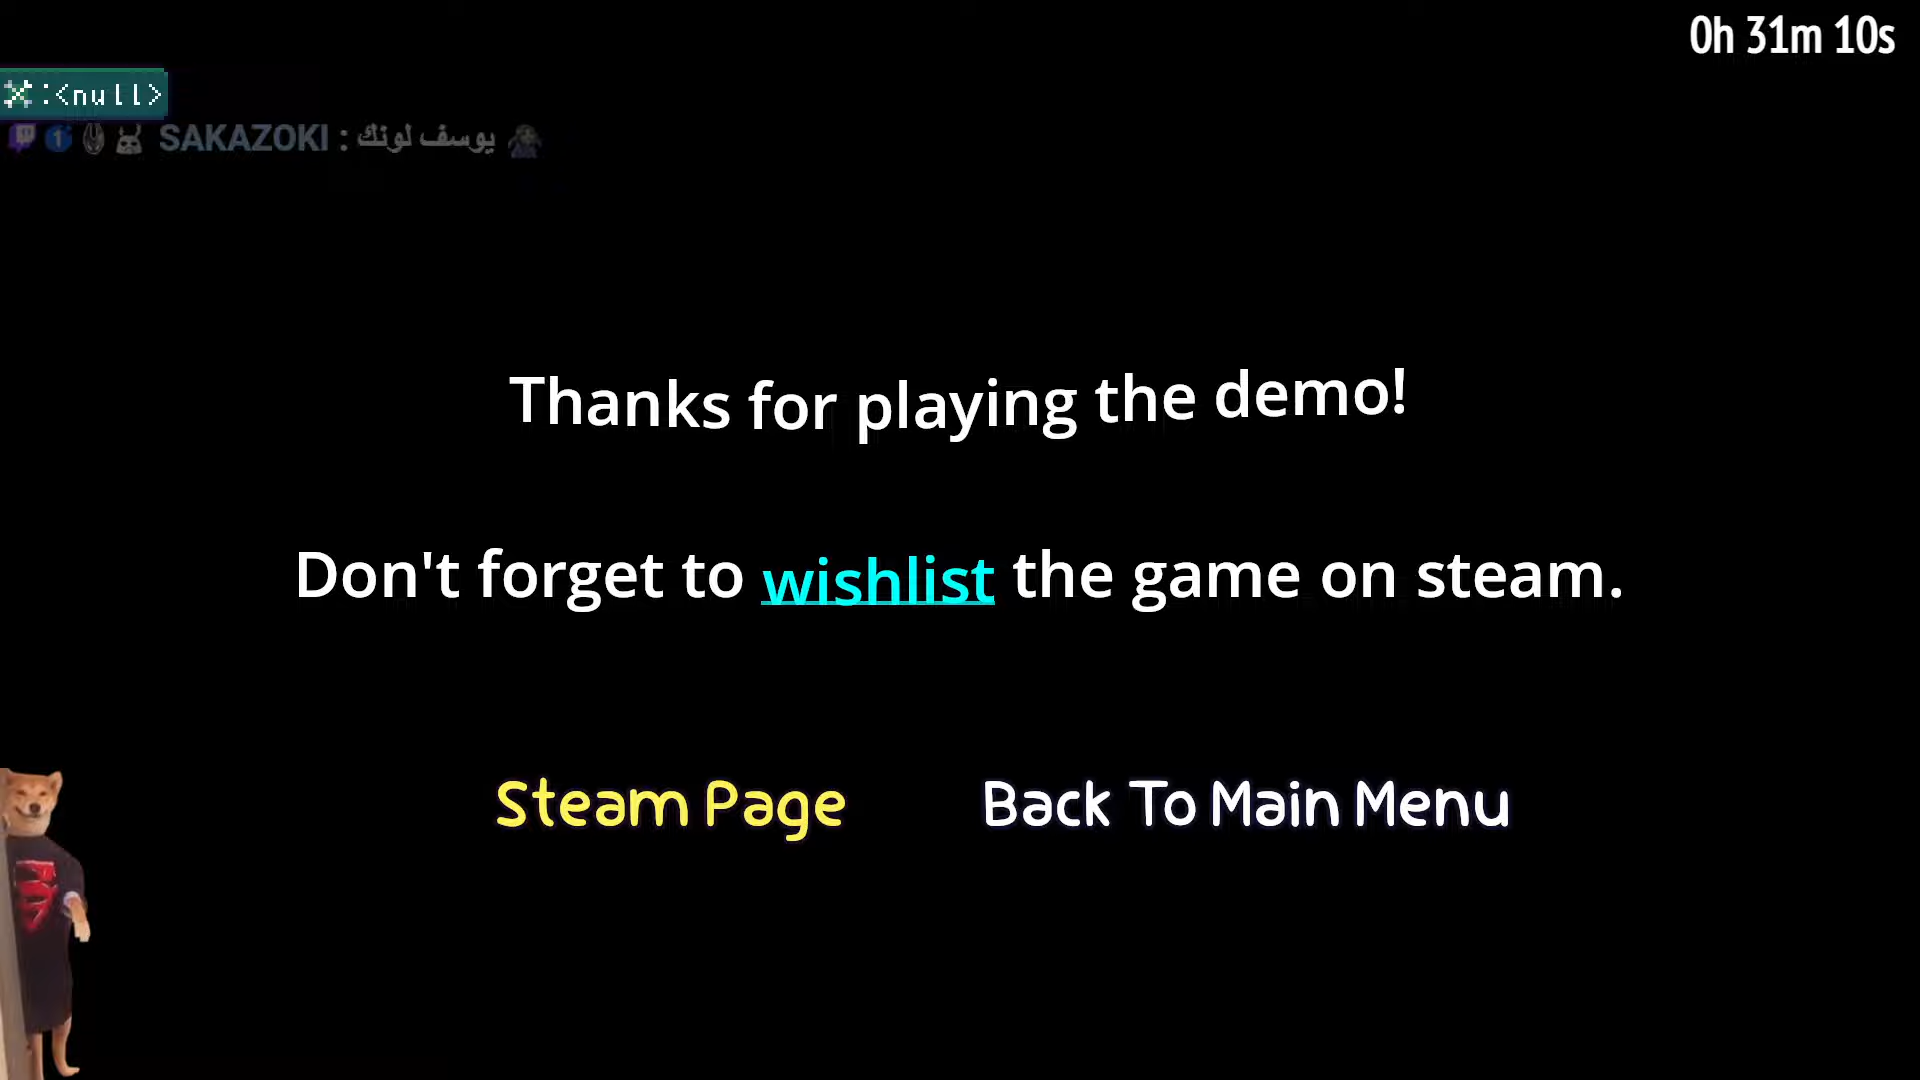 0h 31m 10s
:<null>
1 SAKAZOKI : يوسف لونك
Thanks for playing the demo!
Don't forget to wishlist the game on steam.
Steam Page
Back To Main Menu